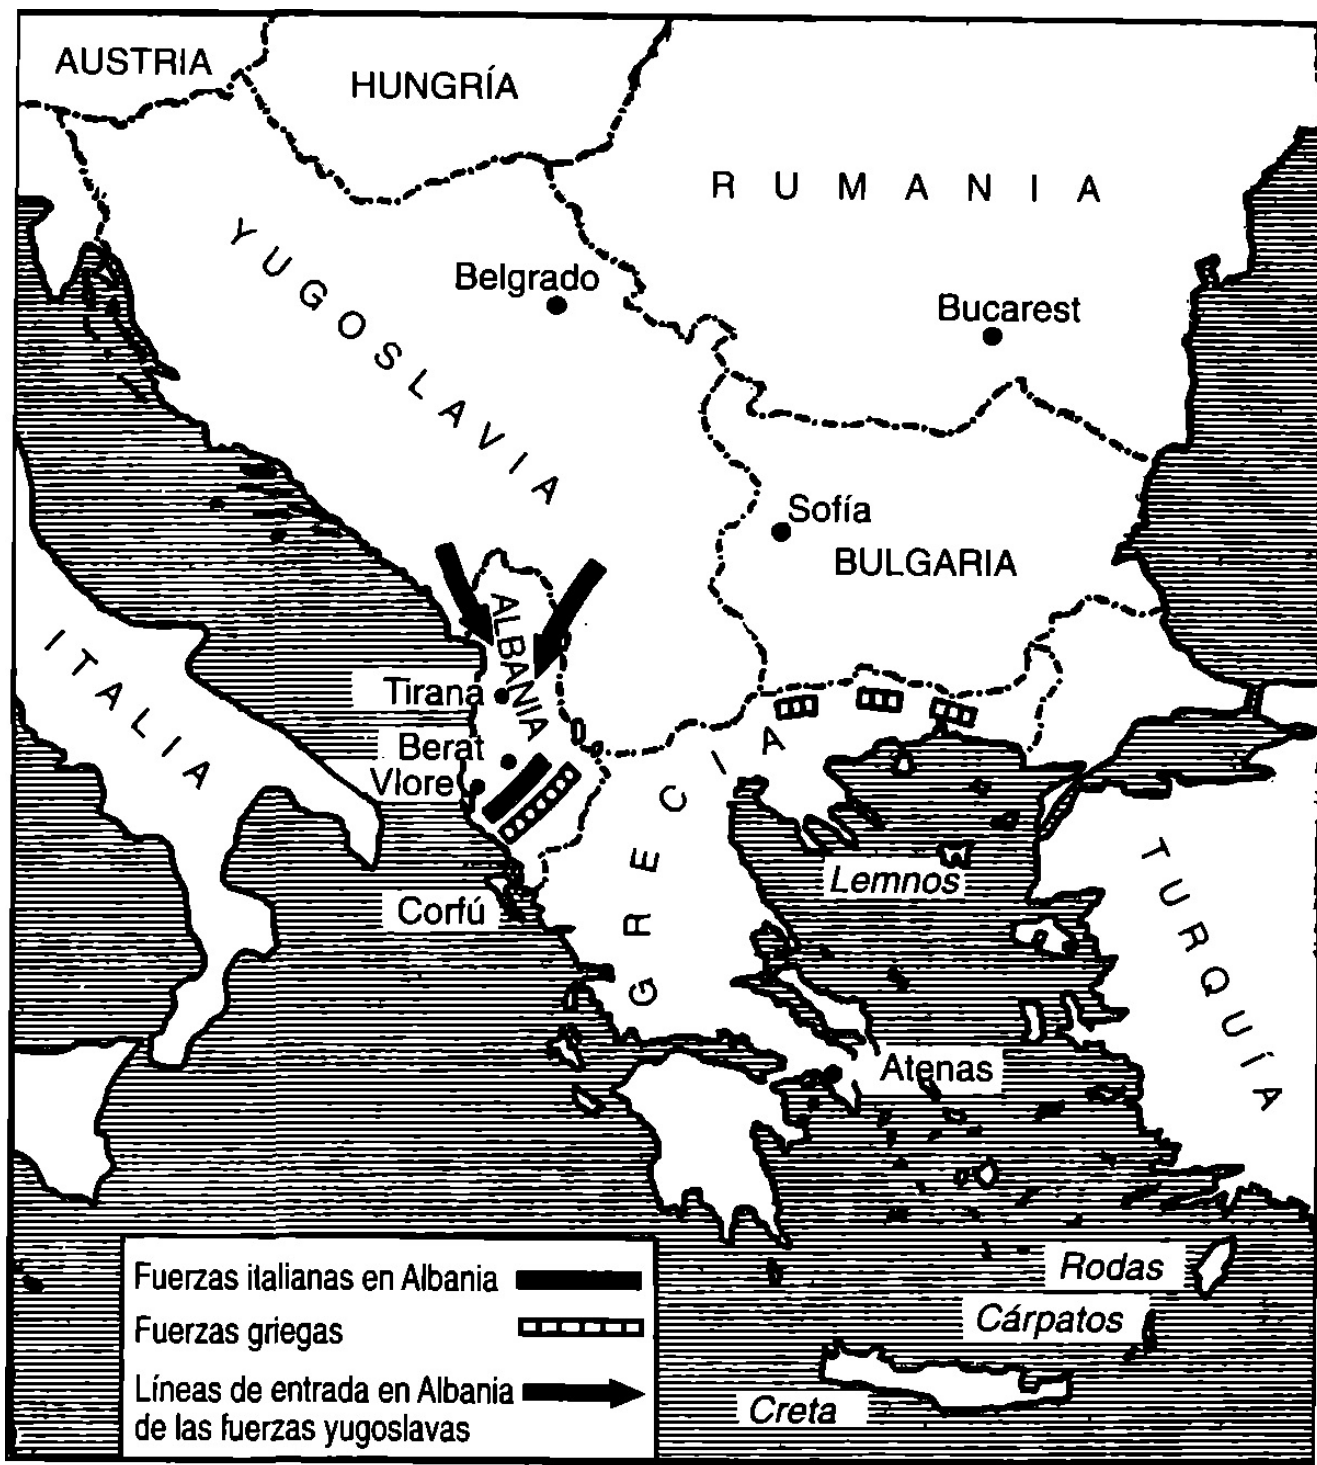 AUSTRIA
HUNGRÍA
RUMANIA
YUGOSLAVIA
Belgrado
Bucarest
Sofía
BULGARIA
ALBANIA
ITALIA
Tirana
Berat
Vlore
GRECIA
Lemnos
TURQUÍA
Corfú
Atenas
Rodas
Cárpatos
Creta
Fuerzas italianas en Albania
Fuerzas griegas
Líneas de entrada en Albania
de las fuerzas yugoslavas